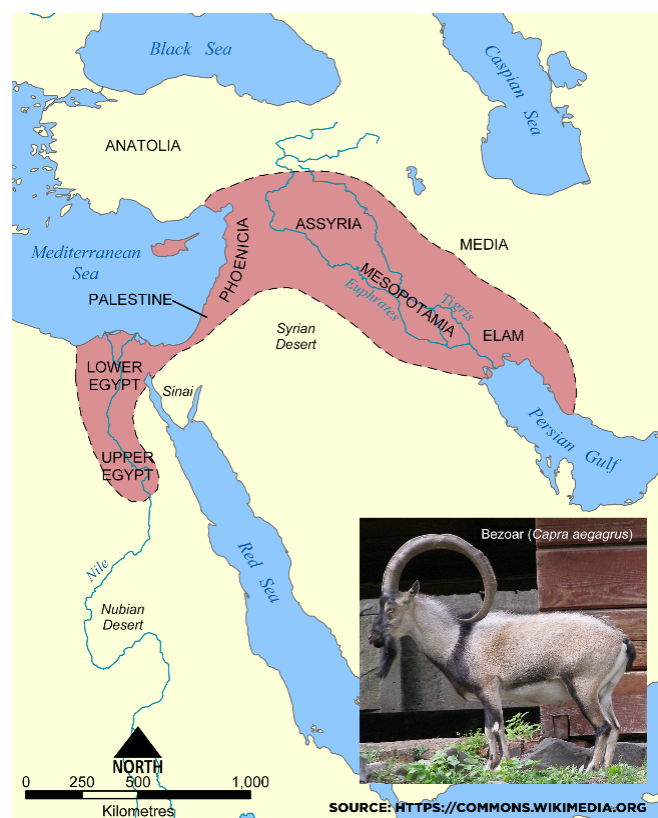 Black Sea
Caspian Sea
ANATOLIA
ASSYRIA
MEDIA
PHOENICIA
Mediterranean
Sea
MESOPOTAMIA
Tigris
Euphrates
PALESTINE
ELAM
Syrian
Desert
LOWER
EGYPT
Sinai
Persian Gulf
UPPER
EGYPT
Bezoar (Capra aegagrus)
Red Sea
Nile
Nubian
Desert
NORTH
0 250 500 1,000
Kilometres
SOURCE: HTTPS://COMMONS.WIKIMEDIA.ORG